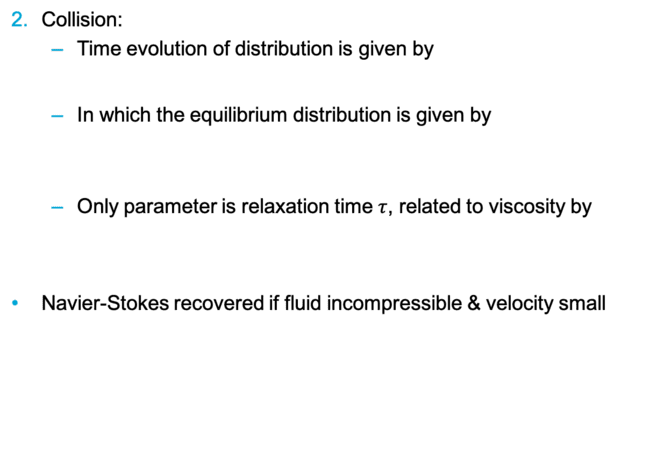 2. Collision:
– Time evolution of distribution is given by
– In which the equilibrium distribution is given by
– Only parameter is relaxation time τ, related to viscosity by
• Navier-Stokes recovered if fluid incompressible & velocity small